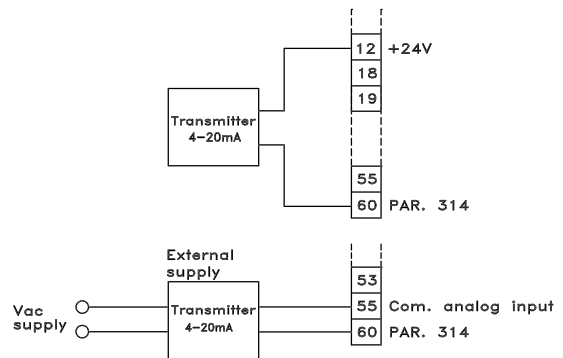 12 +24V
18
19
Transmitter
4-20mA
55
60 PAR. 314
External
supply
53
Vac
supply
Transmitter
4-20mA
55 Com. analog input
60 PAR. 314